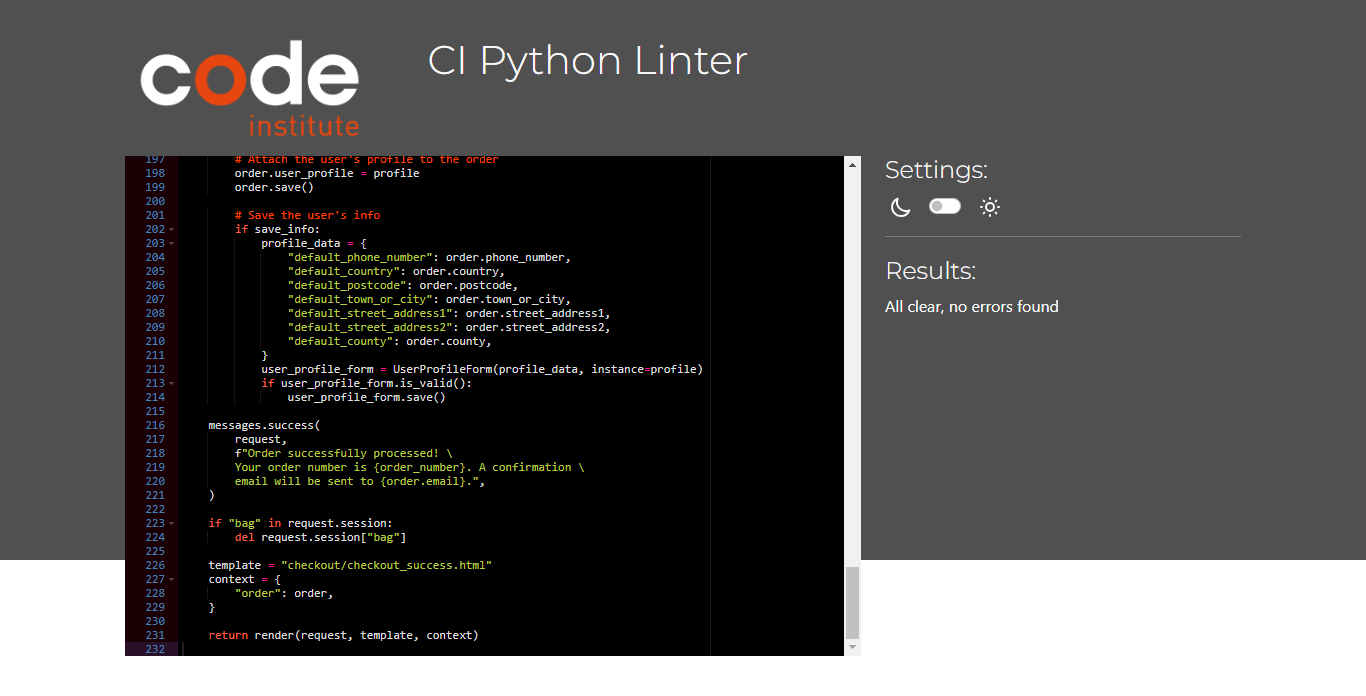 code
institute
CI Python Linter
197 # Attach the user's profile to the order
198 order.user_profile = profile
199 order.save()
200
201 # Save the user's info
202 if save_info:
203 profile_data = {
204 "default_phone_number": order.phone_number,
205 "default_country": order.country,
206 "default_postcode": order.postcode,
207 "default_town_or_city": order.town_or_city,
208 "default_street_address1": order.street_address1,
209 "default_street_address2": order.street_address2,
210 "default_county": order.county,
211 }
212 user_profile_form = UserProfileForm(profile_data, instance=profile)
213 if user_profile_form.is_valid():
214 user_profile_form.save()
215
216 messages.success(
217 request,
218 f"Order successfully processed! \
219 Your order number is {order_number}. A confirmation \
220 email will be sent to {order.email}.",
221 )
222
223 if "bag" in request.session:
224 del request.session["bag"]
225
226 template = "checkout/checkout_success.html"
227 context = {
228 "order": order,
229 }
230
231 return render(request, template, context)
232
Settings:
Results:
All clear, no errors found